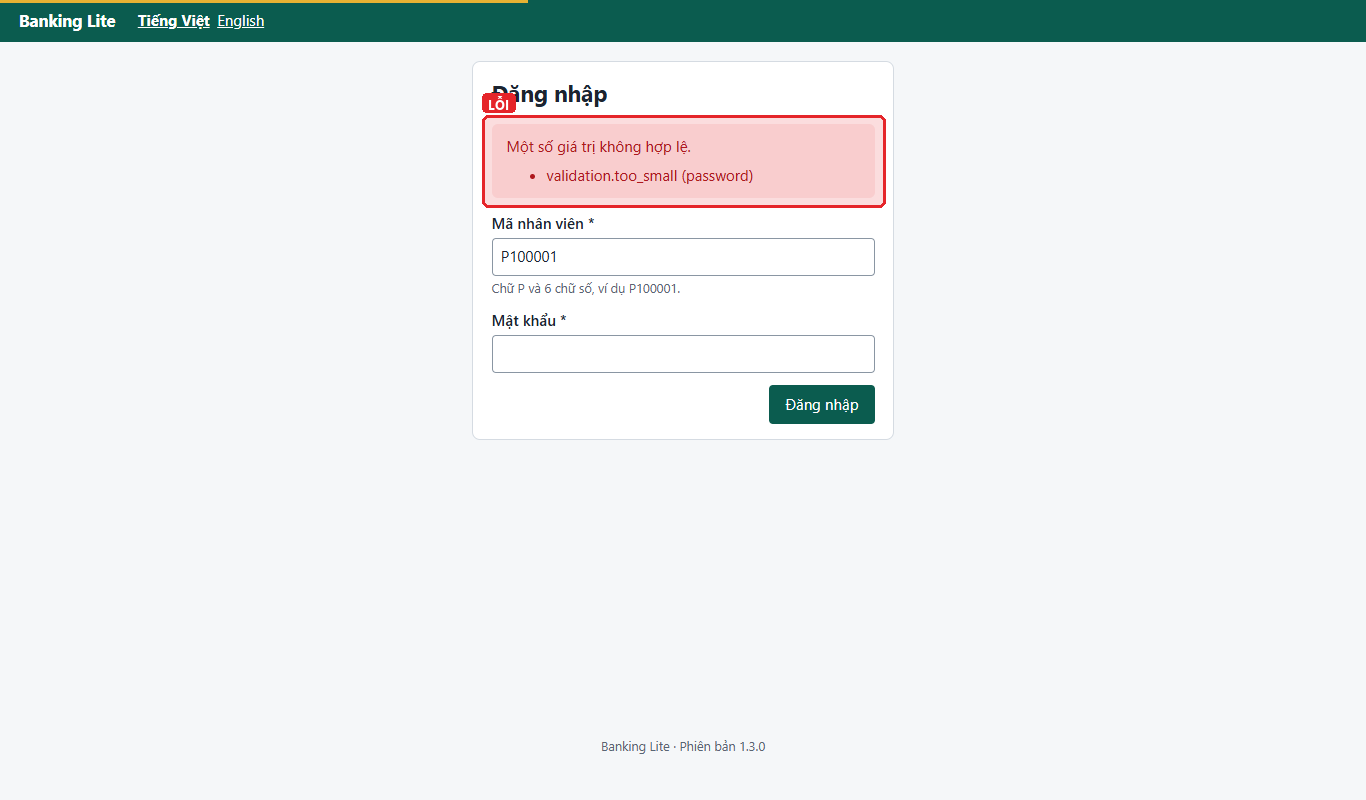 Banking Lite Tiếng Việt English
Đăng nhập
LỖI
Một số giá trị không hợp lệ.
• validation.too_small (password)
Mã nhân viên *
P100001
Chữ P và 6 chữ số, ví dụ P100001.
Mật khẩu *
Đăng nhập
Banking Lite · Phiên bản 1.3.0